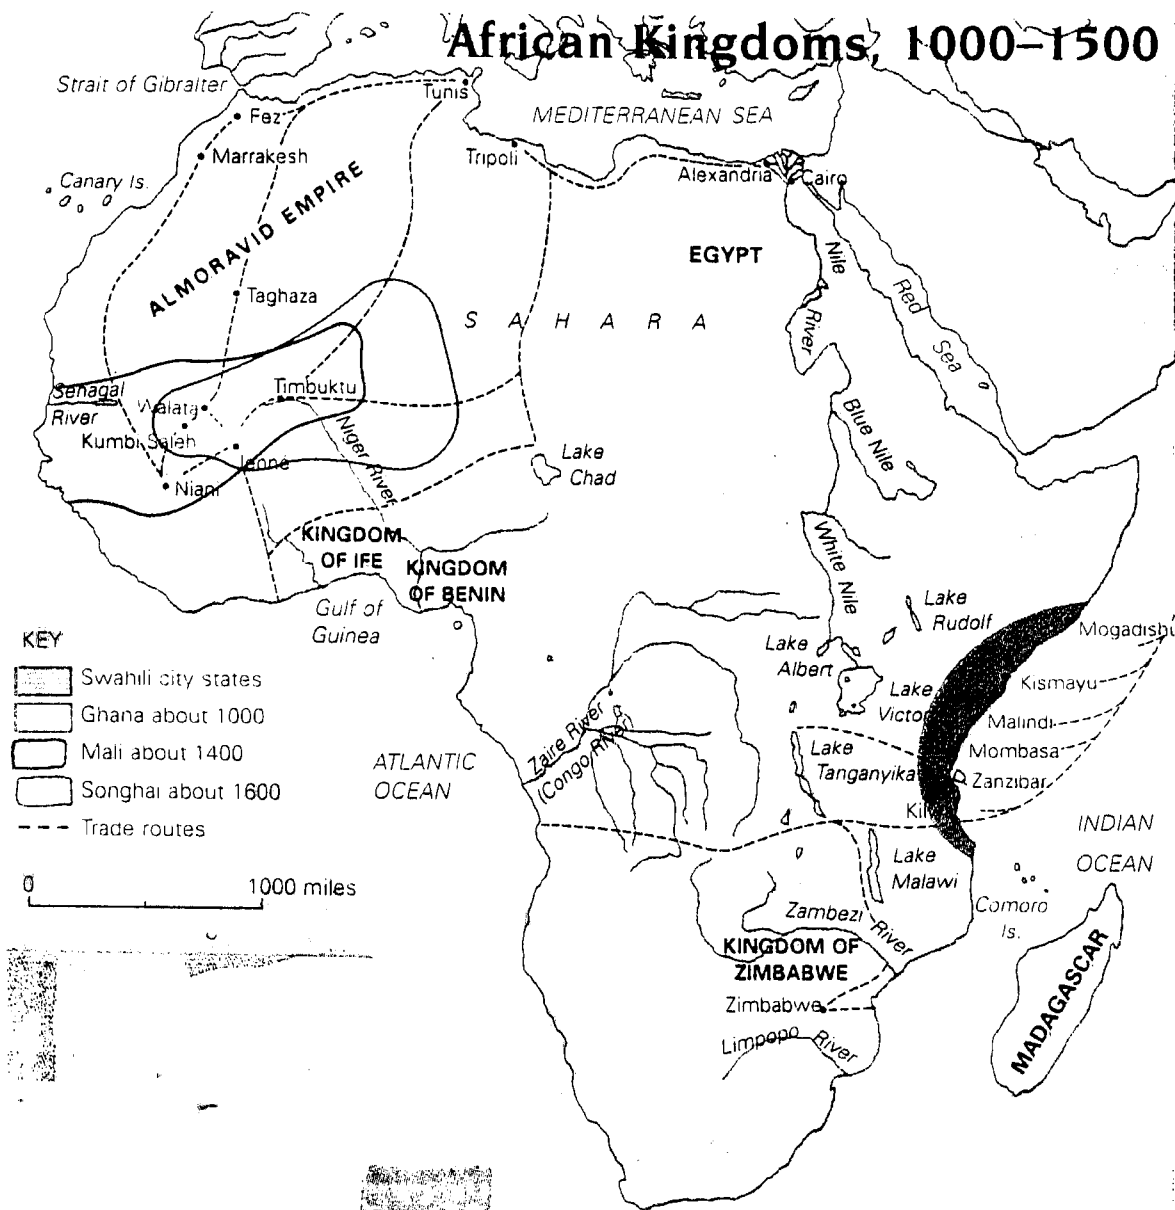 African Kingdoms, 1000–1500
Strait of Gibralter
Tunis
MEDITERRANEAN SEA
Fez
Marrakesh
Tripoli
Alexandria
Cairo
Canary Is.
ALMORAVID EMPIRE
EGYPT
Nile
River
Red
Sea
Taghaza
SAHARA
Senagal
River
Timbuktu
Walata
Kumbi Saleh
Jenné
Niger River
Niani
Lake
Chad
Blue Nile
KINGDOM
OF IFE
KINGDOM
OF BENIN
White Nile
Gulf of
Guinea
Lake
Rudolf
Mogadishu
Lake
Albert
Kismayu
Lake
Victor
Malindi
Mombasa
Zanzibar
Lake
Tanganyika
Kil
Zaire River
(Congo River)
ATLANTIC
OCEAN
INDIAN
OCEAN
Lake
Malawi
Comoro
Is.
Zambezi
River
KINGDOM OF
ZIMBABWE
Zimbabwe
Limpopo
River
MADAGASCAR
KEY
Swahili city states
Ghana about 1000
Mali about 1400
Songhai about 1600
Trade routes
0
1000 miles